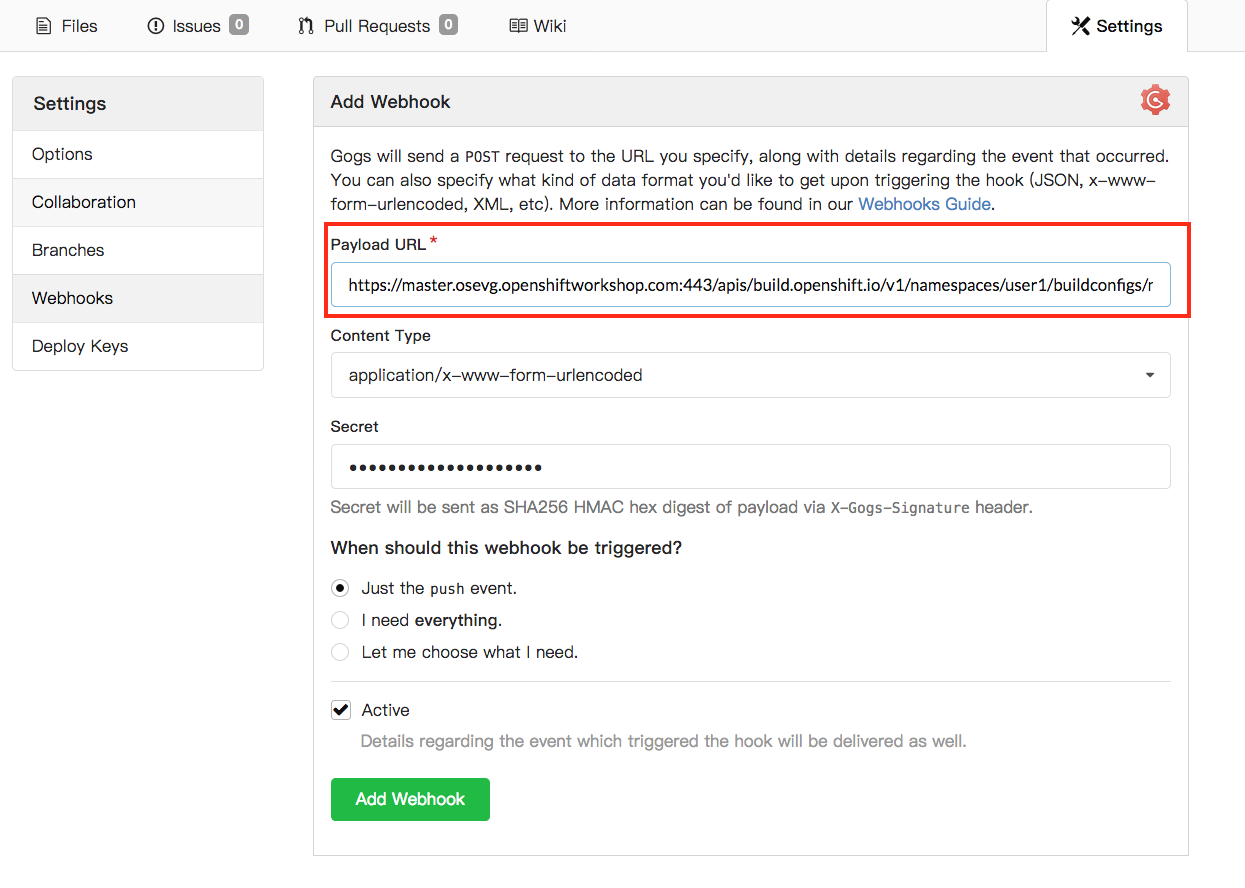 Files Issues 0 Pull Requests 0 Wiki Settings
Settings
Options
Collaboration
Branches
Webhooks
Deploy Keys
Add Webhook
Gogs will send a POST request to the URL you specify, along with details regarding the event that occurred.
You can also specify what kind of data format you'd like to get upon triggering the hook (JSON, x-www-
form-urlencoded, XML, etc). More information can be found in our Webhooks Guide.
Payload URL*
https://master.osevg.openshiftworkshop.com:443/apis/build.openshift.io/v1/namespaces/user1/buildconfigs/r
Content Type
application/x-www-form-urlencoded
Secret
••••••••••••••••••••
Secret will be sent as SHA256 HMAC hex digest of payload via X-Gogs-Signature header.
When should this webhook be triggered?
Just the push event.
I need everything.
Let me choose what I need.
Active
Details regarding the event which triggered the hook will be delivered as well.
Add Webhook